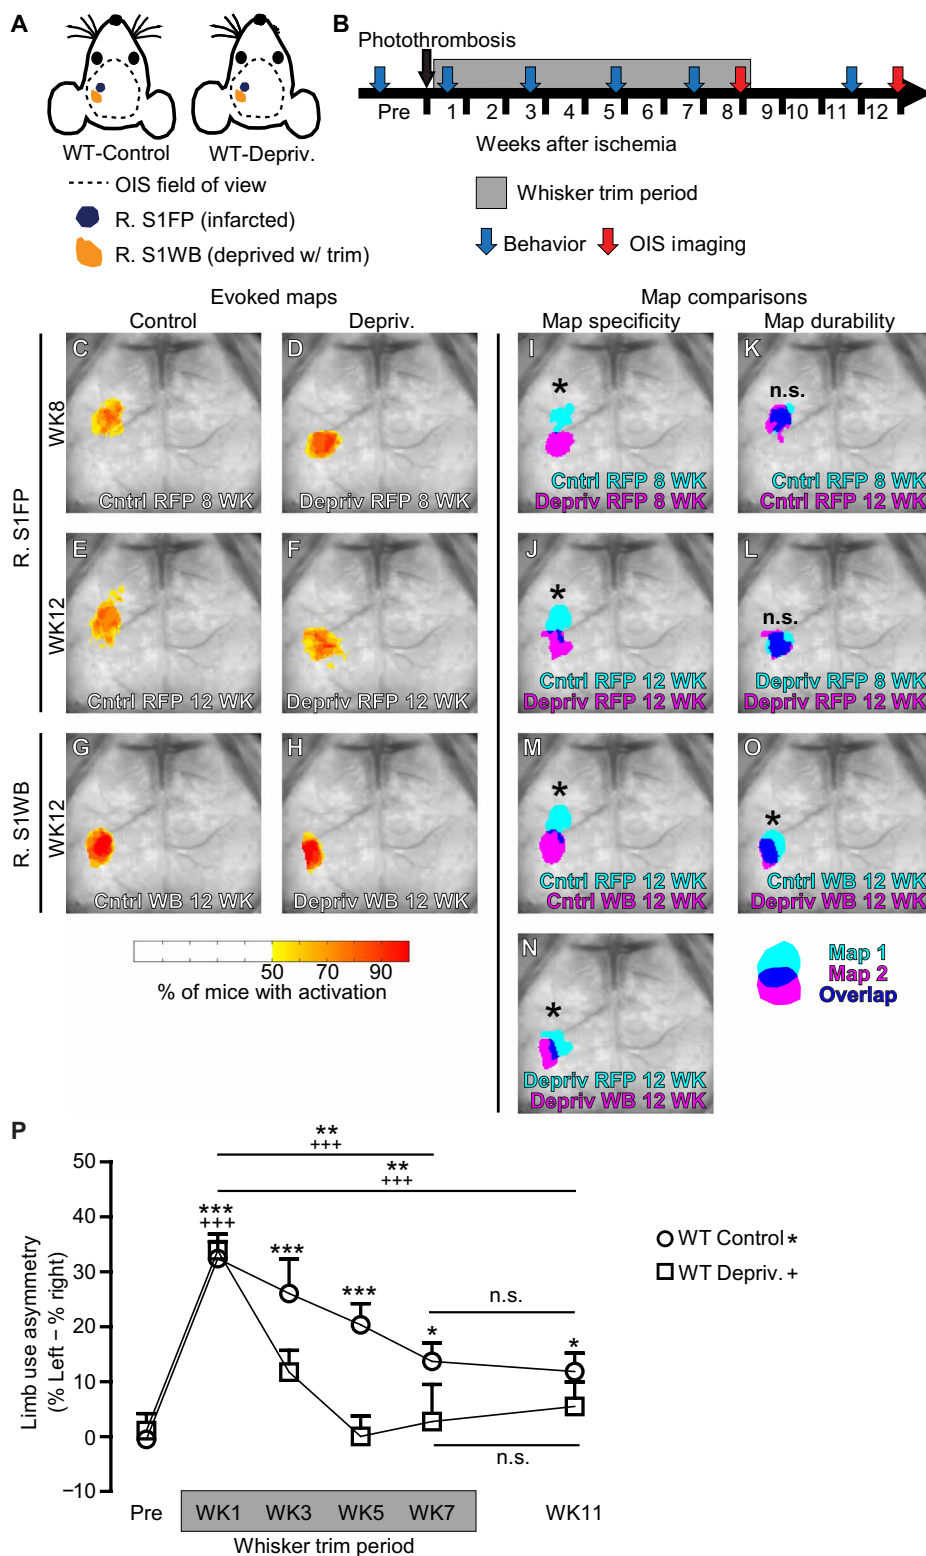 A
B
WT-Control
WT-Depriv.
OIS field of view
R. S1FP (infarcted)
R. S1WB (deprived w/ trim)
Photothrombosis
Pre 1 2 3 4 5 6 7 8 9 10 11 12
Weeks after ischemia
Whisker trim period
Behavior
OIS imaging
Evoked maps
Map comparisons
Control
Depriv.
Map specificity
Map durability
R. S1FP
WK8
C
Cntrl RFP 8 WK
D
Depriv RFP 8 WK
I
*
Cntrl RFP 8 WK
Depriv RFP 8 WK
K
n.s.
Cntrl RFP 8 WK
Cntrl RFP 12 WK
WK12
E
Cntrl RFP 12 WK
F
Depriv RFP 12 WK
J
*
Cntrl RFP 12 WK
Depriv RFP 12 WK
L
n.s.
Depriv RFP 8 WK
Depriv RFP 12 WK
R. S1WB
WK12
G
Cntrl WB 12 WK
H
Depriv WB 12 WK
M
*
Cntrl RFP 12 WK
Cntrl WB 12 WK
O
*
Cntrl WB 12 WK
Depriv WB 12 WK
50 70 90
% of mice with activation
N
*
Depriv RFP 12 WK
Depriv WB 12 WK
Map 1
Map 2
Overlap
P
Limb use asymmetry
(% Left – % right)
50
40
30
20
10
0
−10
**
+++
**
+++
***
+++
***
***
*
*
n.s.
n.s.
WT Control *
WT Depriv. +
Pre WK1 WK3 WK5 WK7 WK11
Whisker trim period